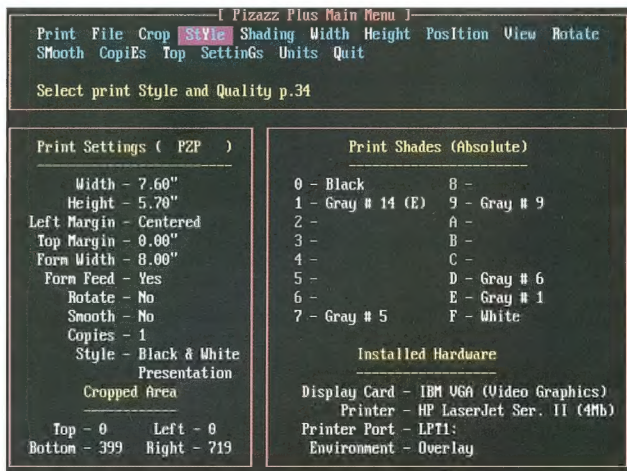 [ Pizazz Plus Main Menu ]
Print File Crop StYle Shading Width Height PosItion View Rotate
SMooth CopiEs Top SettinGs Units Quit
Select print Style and Quality p.34
Print Settings ( PZP )
Width - 7.60"
Height - 5.70"
Left Margin - Centered
Top Margin - 0.00"
Form Width - 8.00"
Form Feed - Yes
Rotate - No
Smooth - No
Copies - 1
Style - Black & White
Presentation
Cropped Area
Top - 0 Left - 0
Bottom - 399 Right - 719
Print Shades (Absolute)
0 - Black 8 -
1 - Gray # 14 (E) 9 - Gray # 9
2 - A -
3 - B -
4 - C -
5 - D - Gray # 6
6 - E - Gray # 1
7 - Gray # 5 F - White
Installed Hardware
Display Card - IBM VGA (Video Graphics)
Printer - HP LaserJet Ser. II (4Mb)
Printer Port - LPT1:
Environment - Overlay